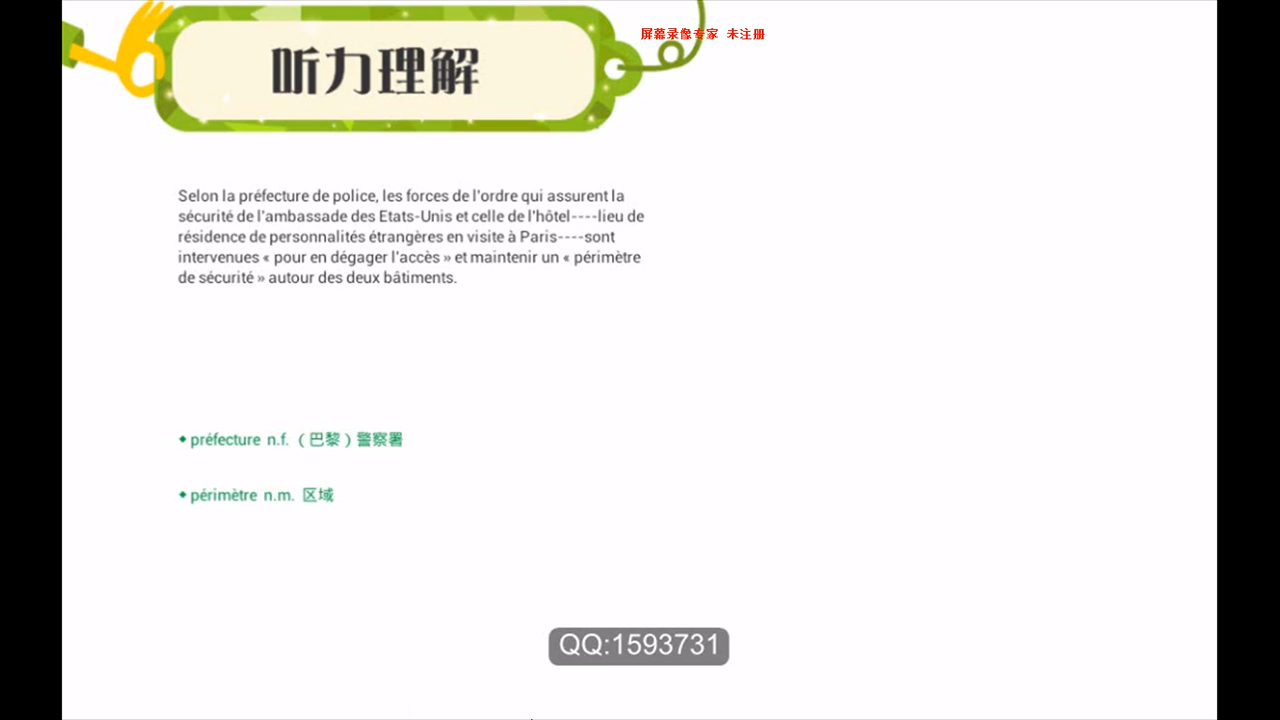 屏幕录像专家 未注册
听力理解
Selon la préfecture de police, les forces de l'ordre qui assurent la
sécurité de l'ambassade des Etats-Unis et celle de l'hôtel----lieu de
résidence de personnalités étrangères en visite à Paris----sont
intervenues « pour en dégager l'accès » et maintenir un « périmètre
de sécurité » autour des deux bâtiments.
◆ préfecture n.f. （巴黎）警察署
◆ périmètre n.m. 区域
QQ:1593731